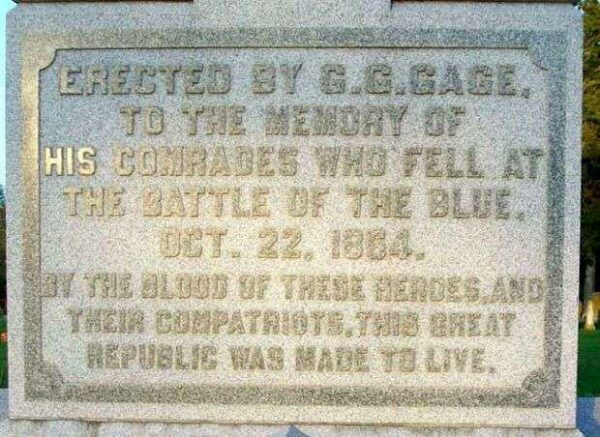 ERECTED BY G.G.GAGE,
TO THE MEMORY OF
HIS COMRADES WHO FELL AT
THE BATTLE OF THE BLUE,
OCT. 22, 1864.
BY THE BLOOD OF THESE HEROES, AND
THEIR COMPATRIOTS, THIS GREAT
REPUBLIC WAS MADE TO LIVE.